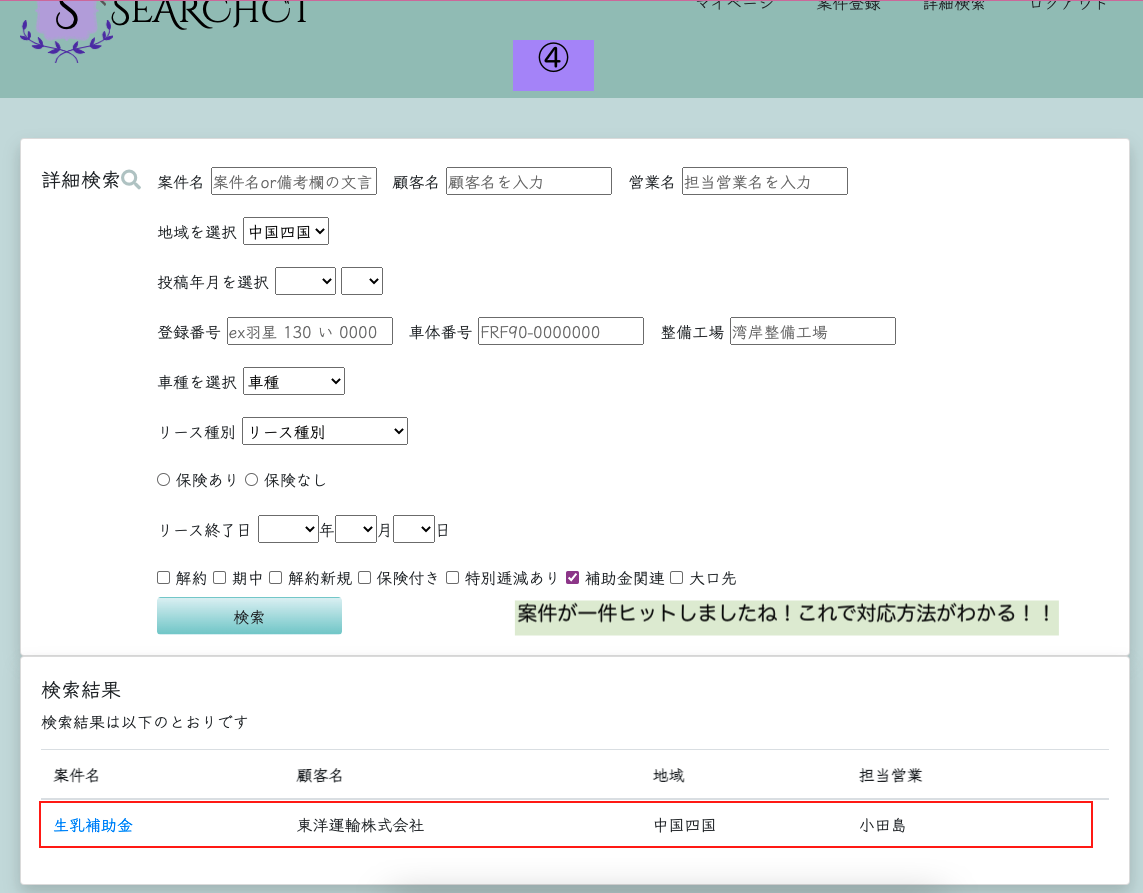 S SEARCHCT
マイページ 案件登録 詳細検索 ログアウト
④
詳細検索 案件名 案件名or備考欄の文言 顧客名 顧客名を入力 営業名 担当営業名を入力
地域を選択 中国四国
投稿年月を選択
登録番号 ex羽星 130 い 0000 車体番号 FRF90-0000000 整備工場 湾岸整備工場
車種を選択 車種
リース種別 リース種別
保険あり 保険なし
リース終了日 年 月 日
解約 期中 解約新規 保険付き 特別逓減あり 補助金関連 大口先
検索
案件が一件ヒットしましたね！これで対応方法がわかる！！
検索結果
検索結果は以下のとおりです
案件名 顧客名 地域 担当営業
生乳補助金 東洋運輸株式会社 中国四国 小田島